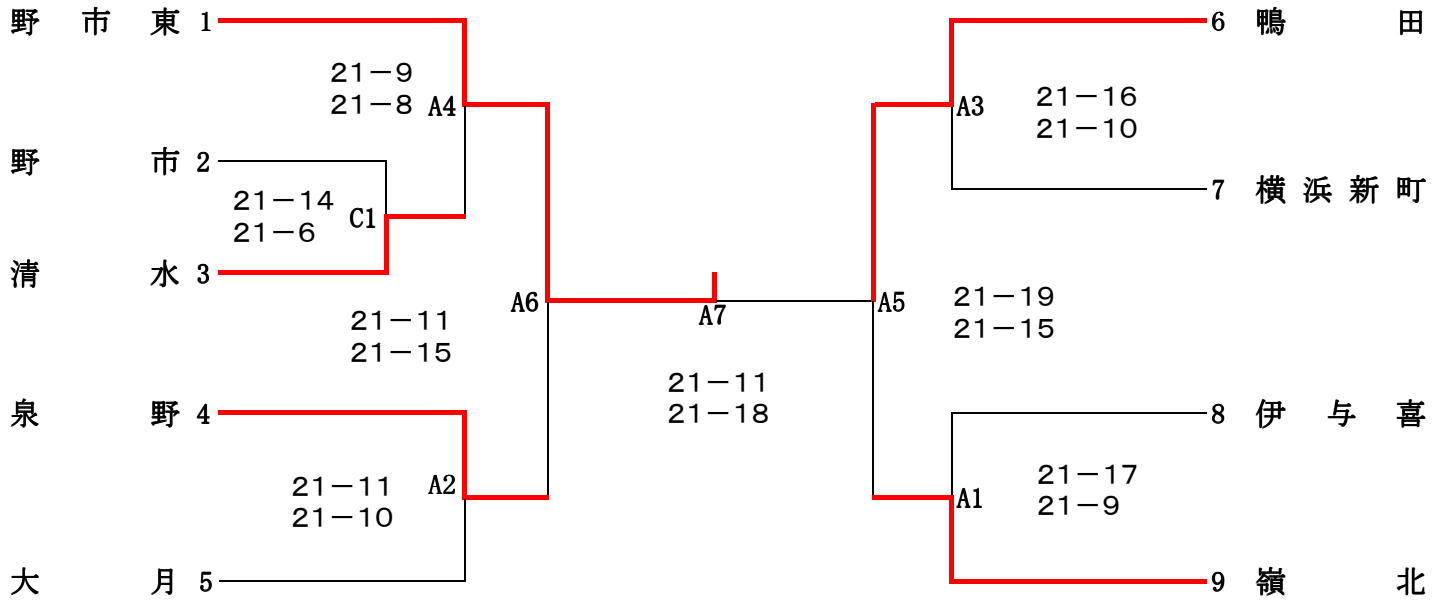 野市東 1
21－9
21－8
A4
野市 2
21－14
21－6
C1
清水 3
21－11
21－15
A6
泉野 4
21－11
21－10
A2
大月 5
A7
21－11
21－18
6 鴨田
A3
21－16
21－10
7 横浜新町
A5
21－19
21－15
8 伊与喜
A1
21－17
21－9
9 嶺北